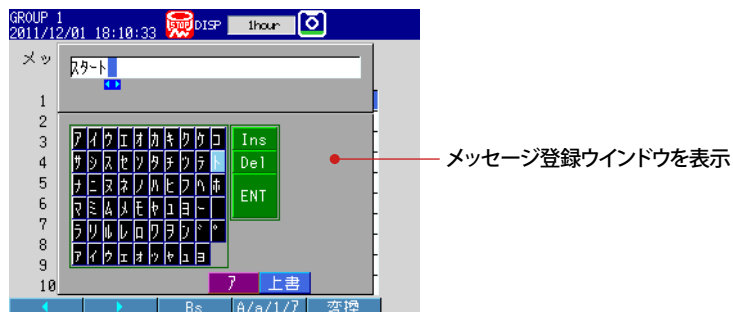 GROUP 1
2011/12/01 18:10:33 STOP DISP 1hour
メッ
スタート
1
2
3
4
5
6
7
8
9
10
アイウエオカキクケコ
サシスセソタチツテト
ナニヌネノハヒフヘホ
マミムメモヤユヨー
ラリルレロワヲン゛゜
ァィゥェォッャュョ
Ins
Del
ENT
ア 上書
Bs A/a/1/ア 変換
メッセージ登録ウインドウを表示